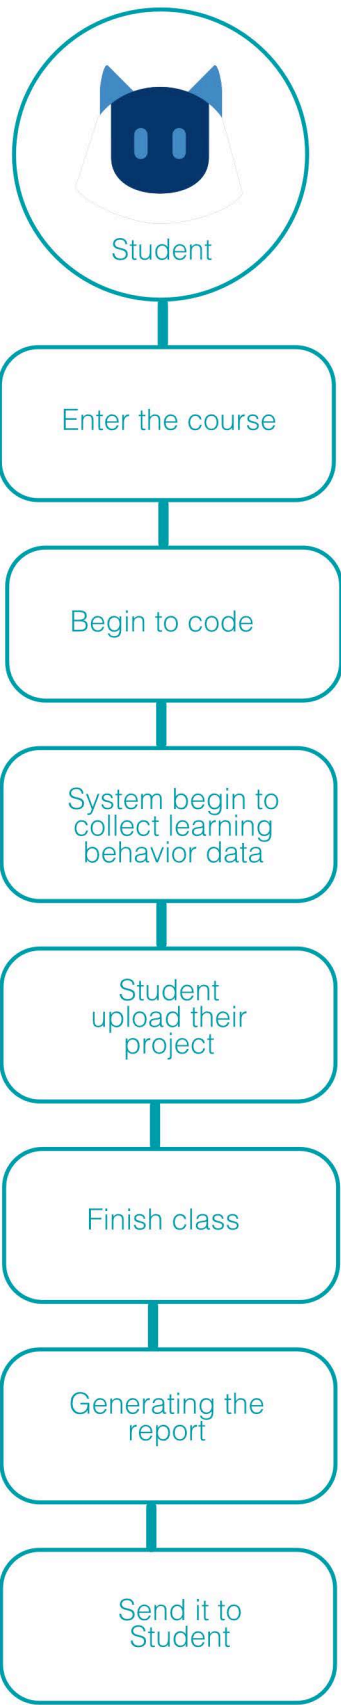 Student
Enter the course
Begin to code
System begin to
collect learning
behavior data
Student
upload their
project
Finish class
Generating the
report
Send it to
Student